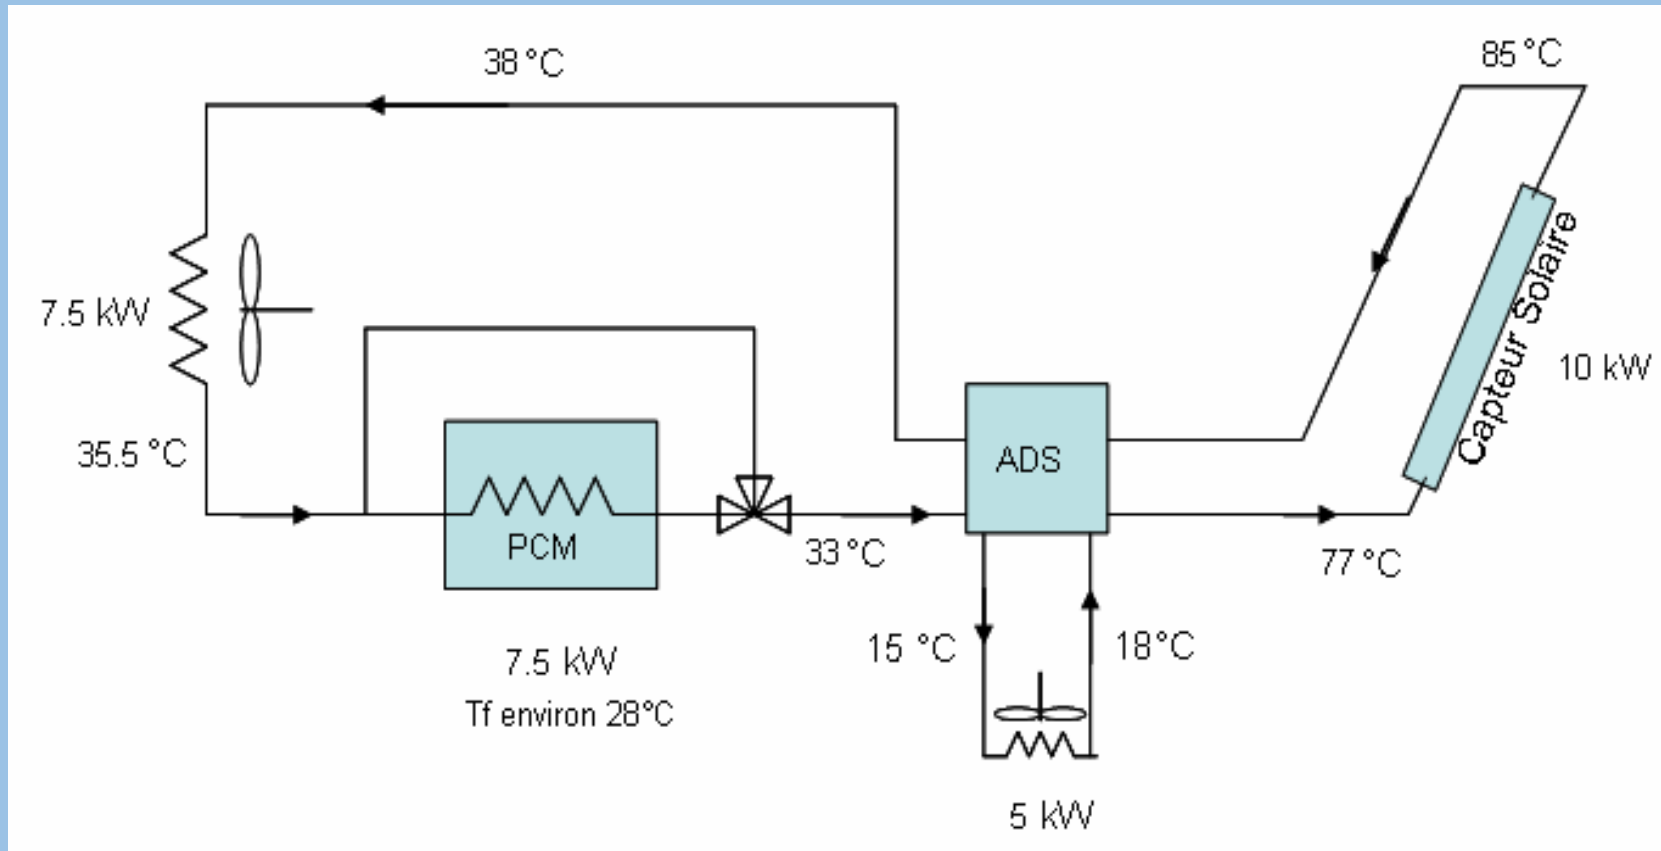 38 °C
85 °C
7.5 kW
Capteur Solaire
10 kW
35.5 °C
ADS
PCM
33 °C
77 °C
15 °C
18°C
7.5 kW
Tf environ 28°C
5 kW